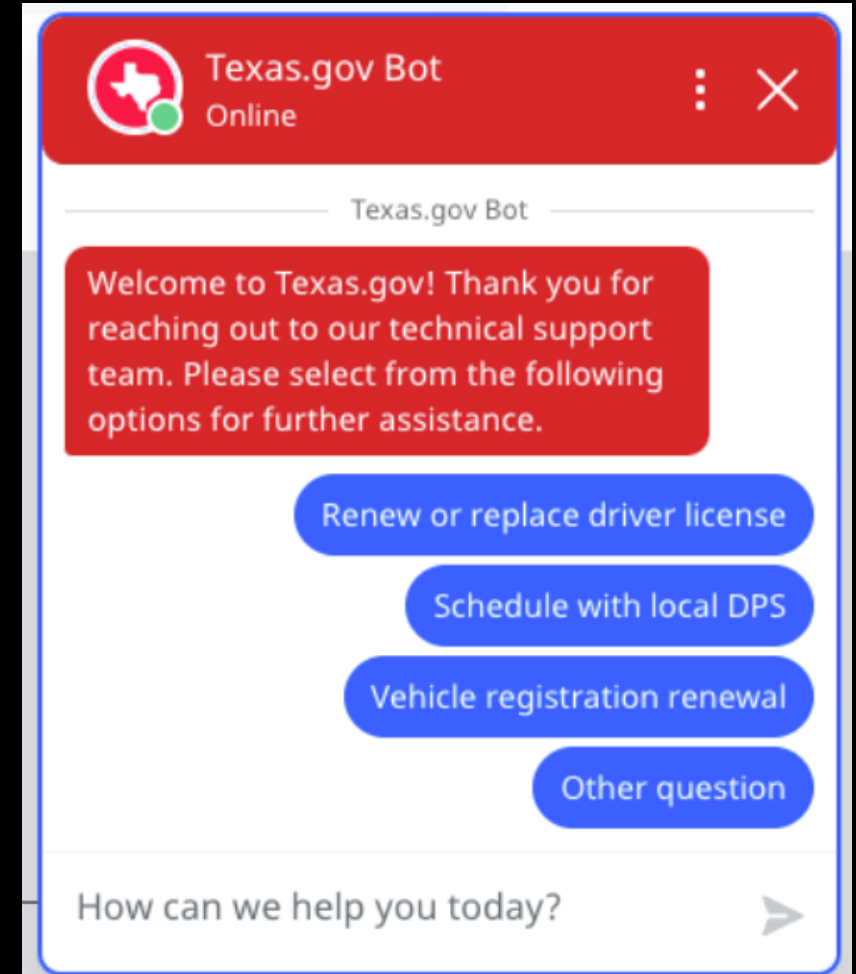 Texas.gov Bot
Online
Texas.gov Bot
Welcome to Texas.gov! Thank you for
reaching out to our technical support
team. Please select from the following
options for further assistance.
Renew or replace driver license
Schedule with local DPS
Vehicle registration renewal
Other question
How can we help you today?